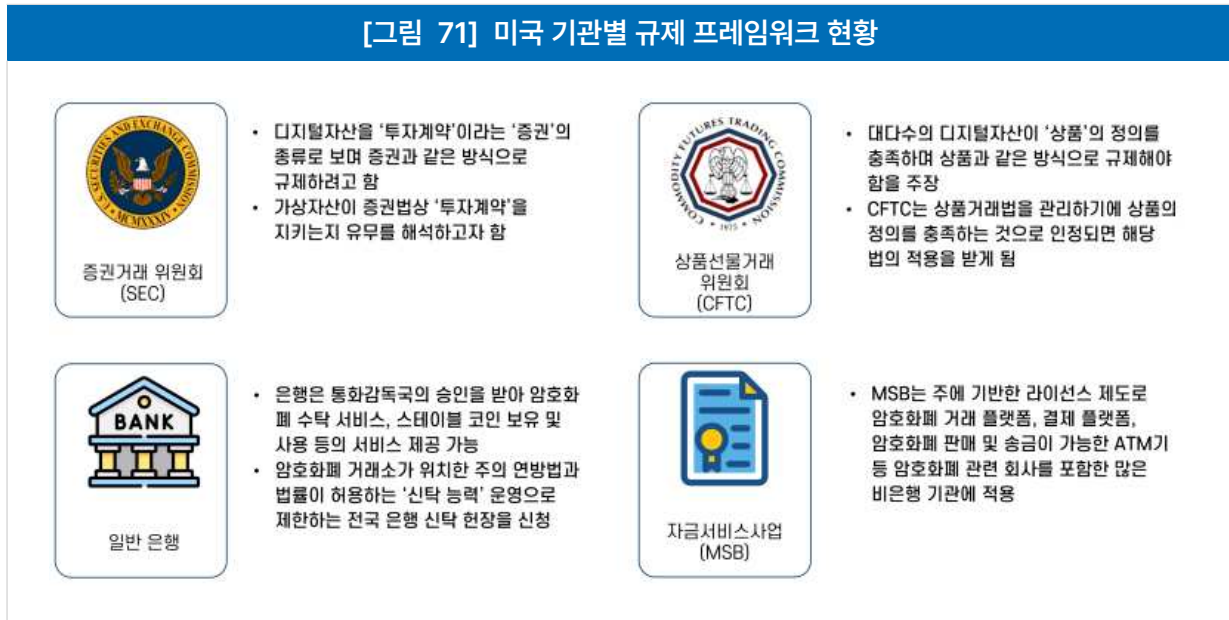 [그림 71] 미국 기관별 규제 프레임워크 현황
U.S. SECURITIES AND EXCHANGE COMMISSION
MCMXXXIV
증권거래 위원회
(SEC)
• 디지털자산을 ‘투자계약’이라는 ‘증권’의
종류로 보며 증권과 같은 방식으로
규제하려고 함
• 가상자산이 증권법상 ‘투자계약’을
지키는지 유무를 해석하고자 함
COMMODITY FUTURES TRADING COMMISSION
1975
상품선물거래
위원회
(CFTC)
• 대다수의 디지털자산이 ‘상품’의 정의를
충족하며 상품과 같은 방식으로 규제해야
함을 주장
• CFTC는 상품거래법을 관리하기에 상품의
정의를 충족하는 것으로 인정되면 해당
법의 적용을 받게 됨
BANK
일반 은행
• 은행은 통화감독국의 승인을 받아 암호화
폐 수탁 서비스, 스테이블 코인 보유 및
사용 등의 서비스 제공 가능
• 암호화폐 거래소가 위치한 주의 연방법과
법률이 허용하는 ‘신탁 능력’ 운영으로
제한하는 전국 은행 신탁 헌장을 신청
자금서비스사업
(MSB)
• MSB는 주에 기반한 라이선스 제도로
암호화폐 거래 플랫폼, 결제 플랫폼,
암호화폐 판매 및 송금이 가능한 ATM기
등 암호화폐 관련 회사를 포함한 많은
비은행 기관에 적용